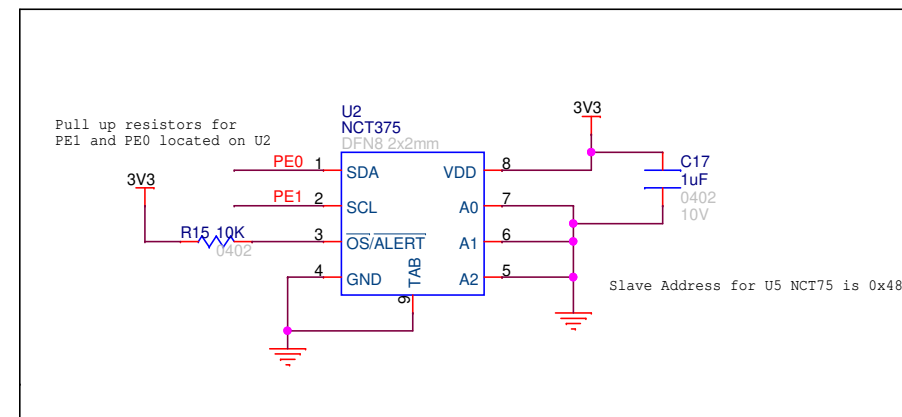 Pull up resistors for
PE1 and PE0 located on U2
3V3
R15 10K
0402
U2
NCT375
DFN8 2x2mm
PE0 1 SDA
PE1 2 SCL
3 OS/ALERT
4 GND
TAB
9
VDD 8
A0 7
A1 6
A2 5
3V3
C17
1uF
0402
10V
Slave Address for U5 NCT75 is 0x48